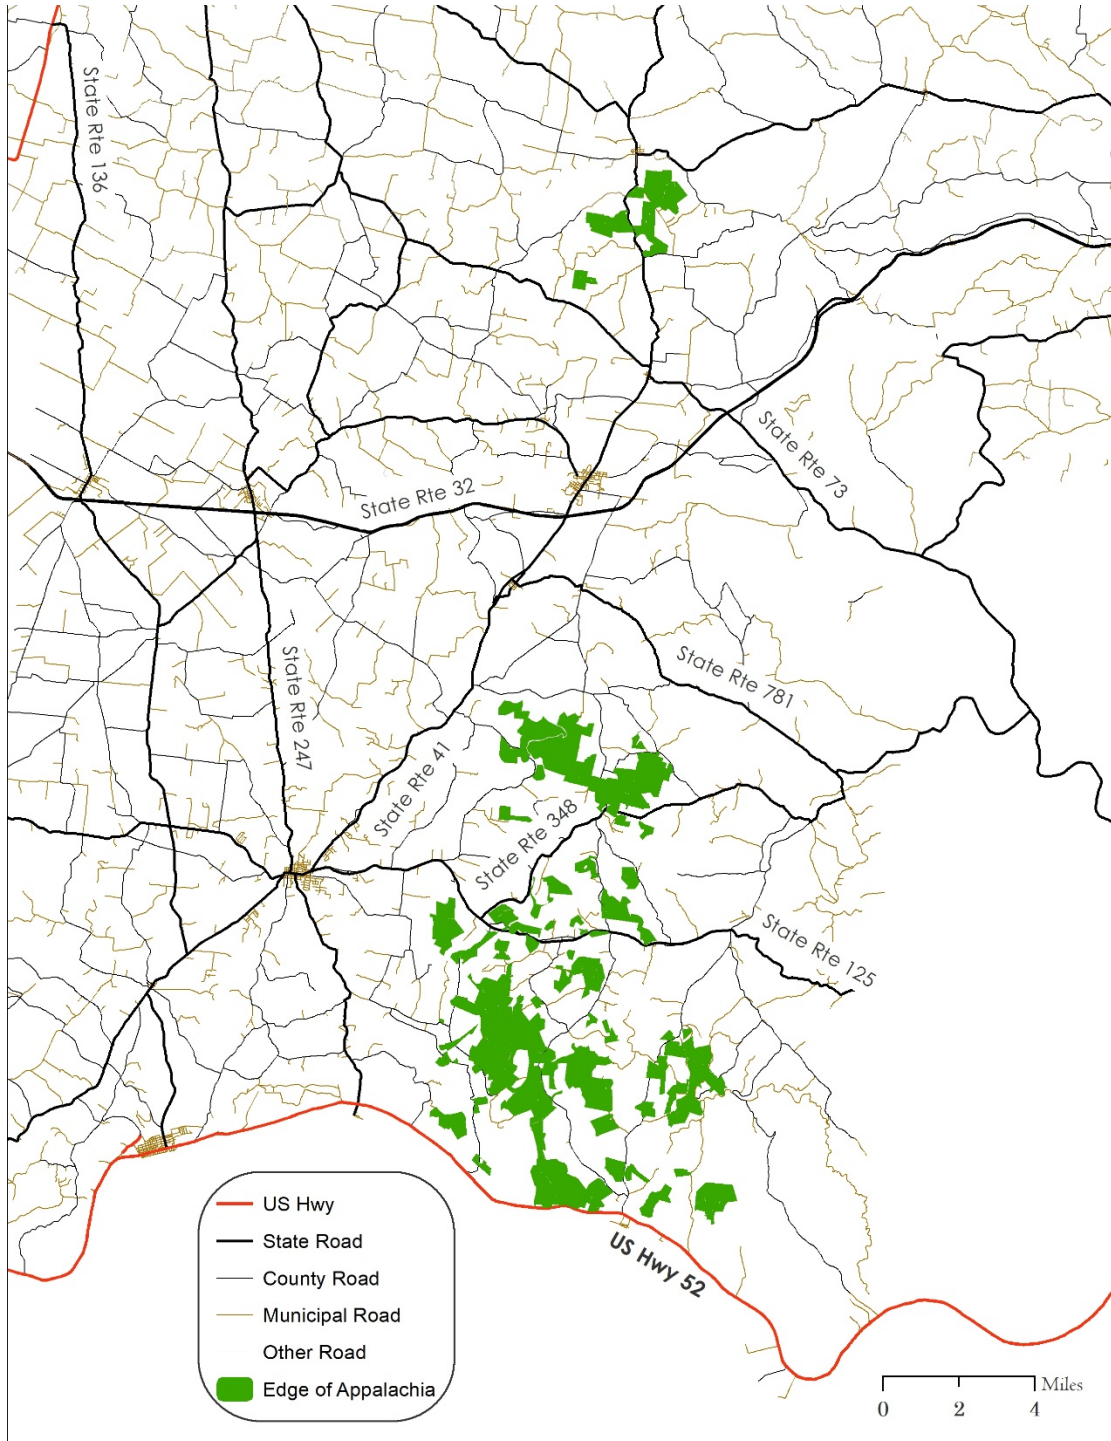 State Rte 136
State Rte 32
State Rte 73
State Rte 247
State Rte 781
State Rte 41
State Rte 348
State Rte 125
US Hwy
State Road
County Road
Municipal Road
Other Road
Edge of Appalachia
US Hwy 52
Miles
0 2 4